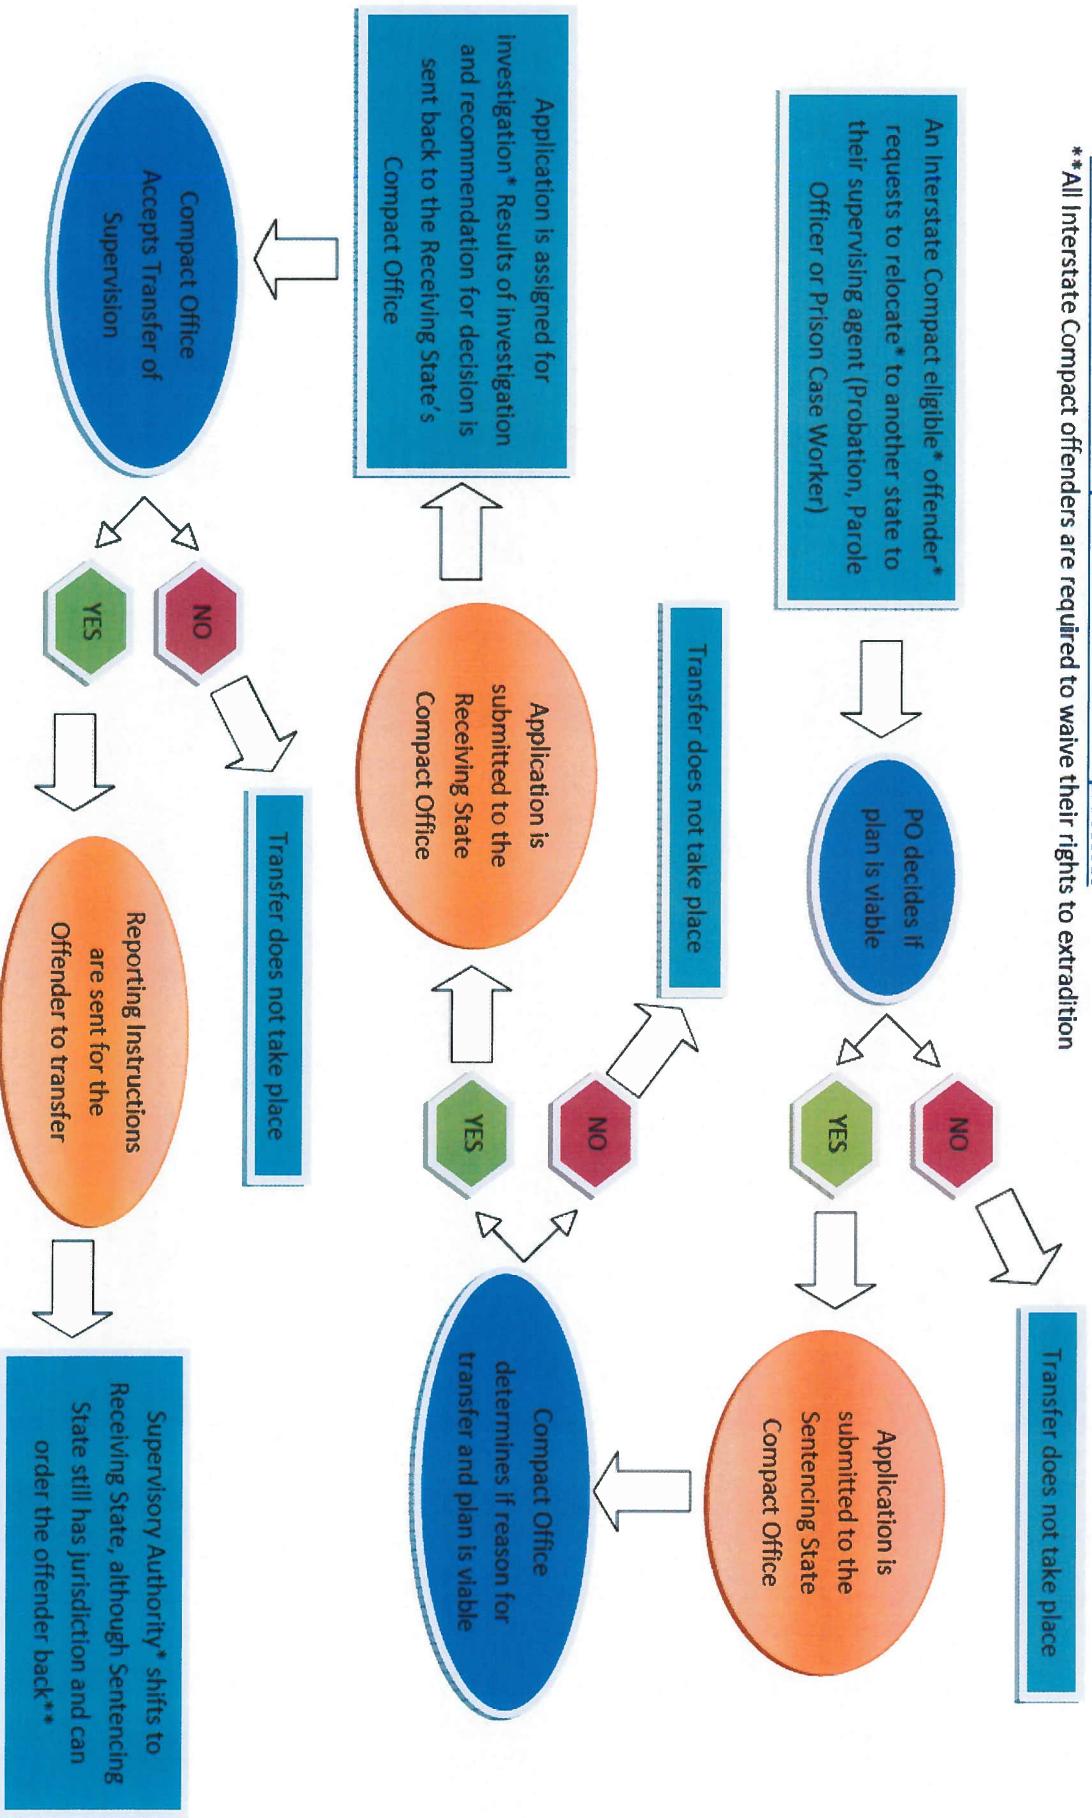 **All Interstate Compact offenders are required to waive their rights to extradition
An Interstate Compact eligible* offender*
requests to relocate* to another state to
their supervising agent (Probation, Parole
Officer or Prison Case Worker)
PO decides if
plan is viable
NO
YES
Transfer does not take place
Application is
submitted to the
Sentencing State
Compact Office
Compact Office
determines if reason for
transfer and plan is viable
NO
YES
Transfer does not take place
Application is
submitted to the
Receiving State
Compact Office
Application is assigned for
investigation* Results of investigation
and recommendation for decision is
sent back to the Receiving State's
Compact Office
Compact Office
Accepts Transfer of
Supervision
NO
YES
Transfer does not take place
Reporting Instructions
are sent for the
Offender to transfer
Supervisory Authority* shifts to
Receiving State, although Sentencing
State still has jurisdiction and can
order the offender back**